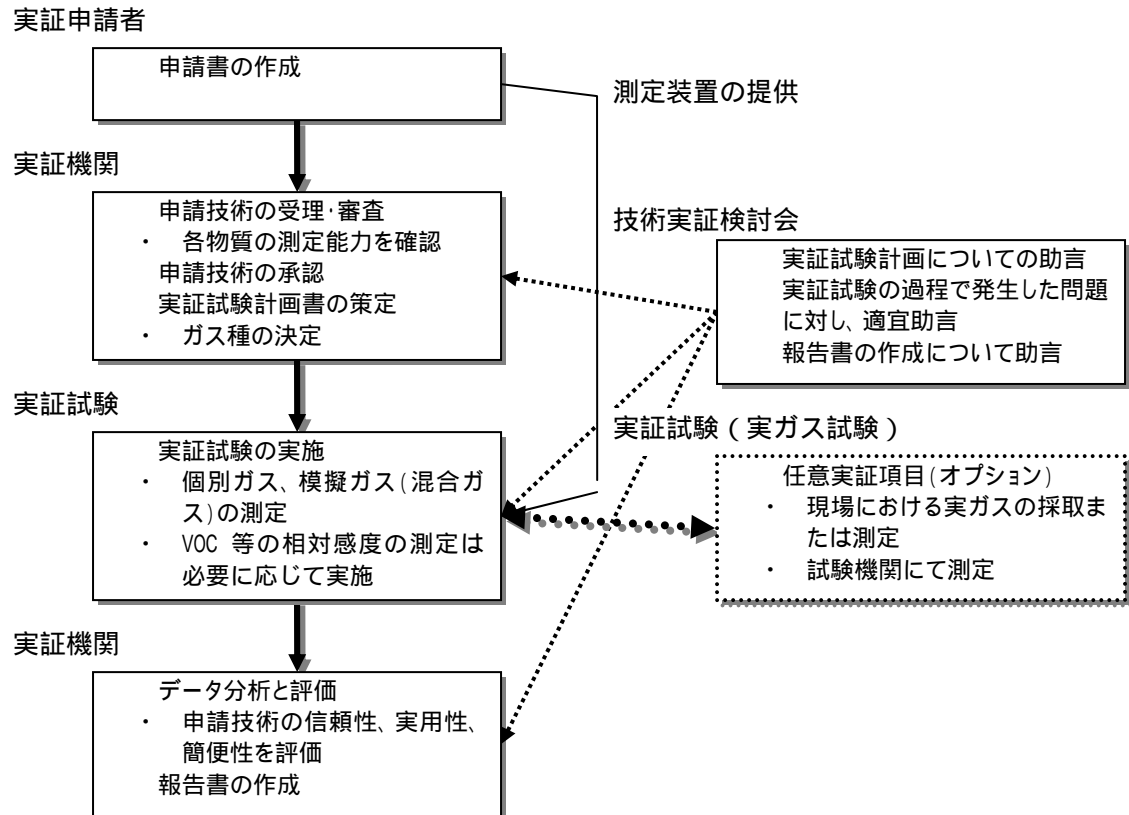 実証申請者
申請書の作成
測定装置の提供
実証機関
申請技術の受理･審査
・ 各物質の測定能力を確認
申請技術の承認
実証試験計画書の策定
・ ガス種の決定
技術実証検討会
実証試験計画についての助言
実証試験の過程で発生した問題
に対し、適宜助言
報告書の作成について助言
実証試験
実証試験の実施
・ 個別ガス、模擬ガス(混合ガ
ス)の測定
・ VOC 等の相対感度の測定は
必要に応じて実施
実証試験(実ガス試験)
任意実証項目(オプション)
・ 現場における実ガスの採取ま
たは測定
・ 試験機関にて測定
実証機関
データ分析と評価
・ 申請技術の信頼性、実用性、
簡便性を評価
報告書の作成